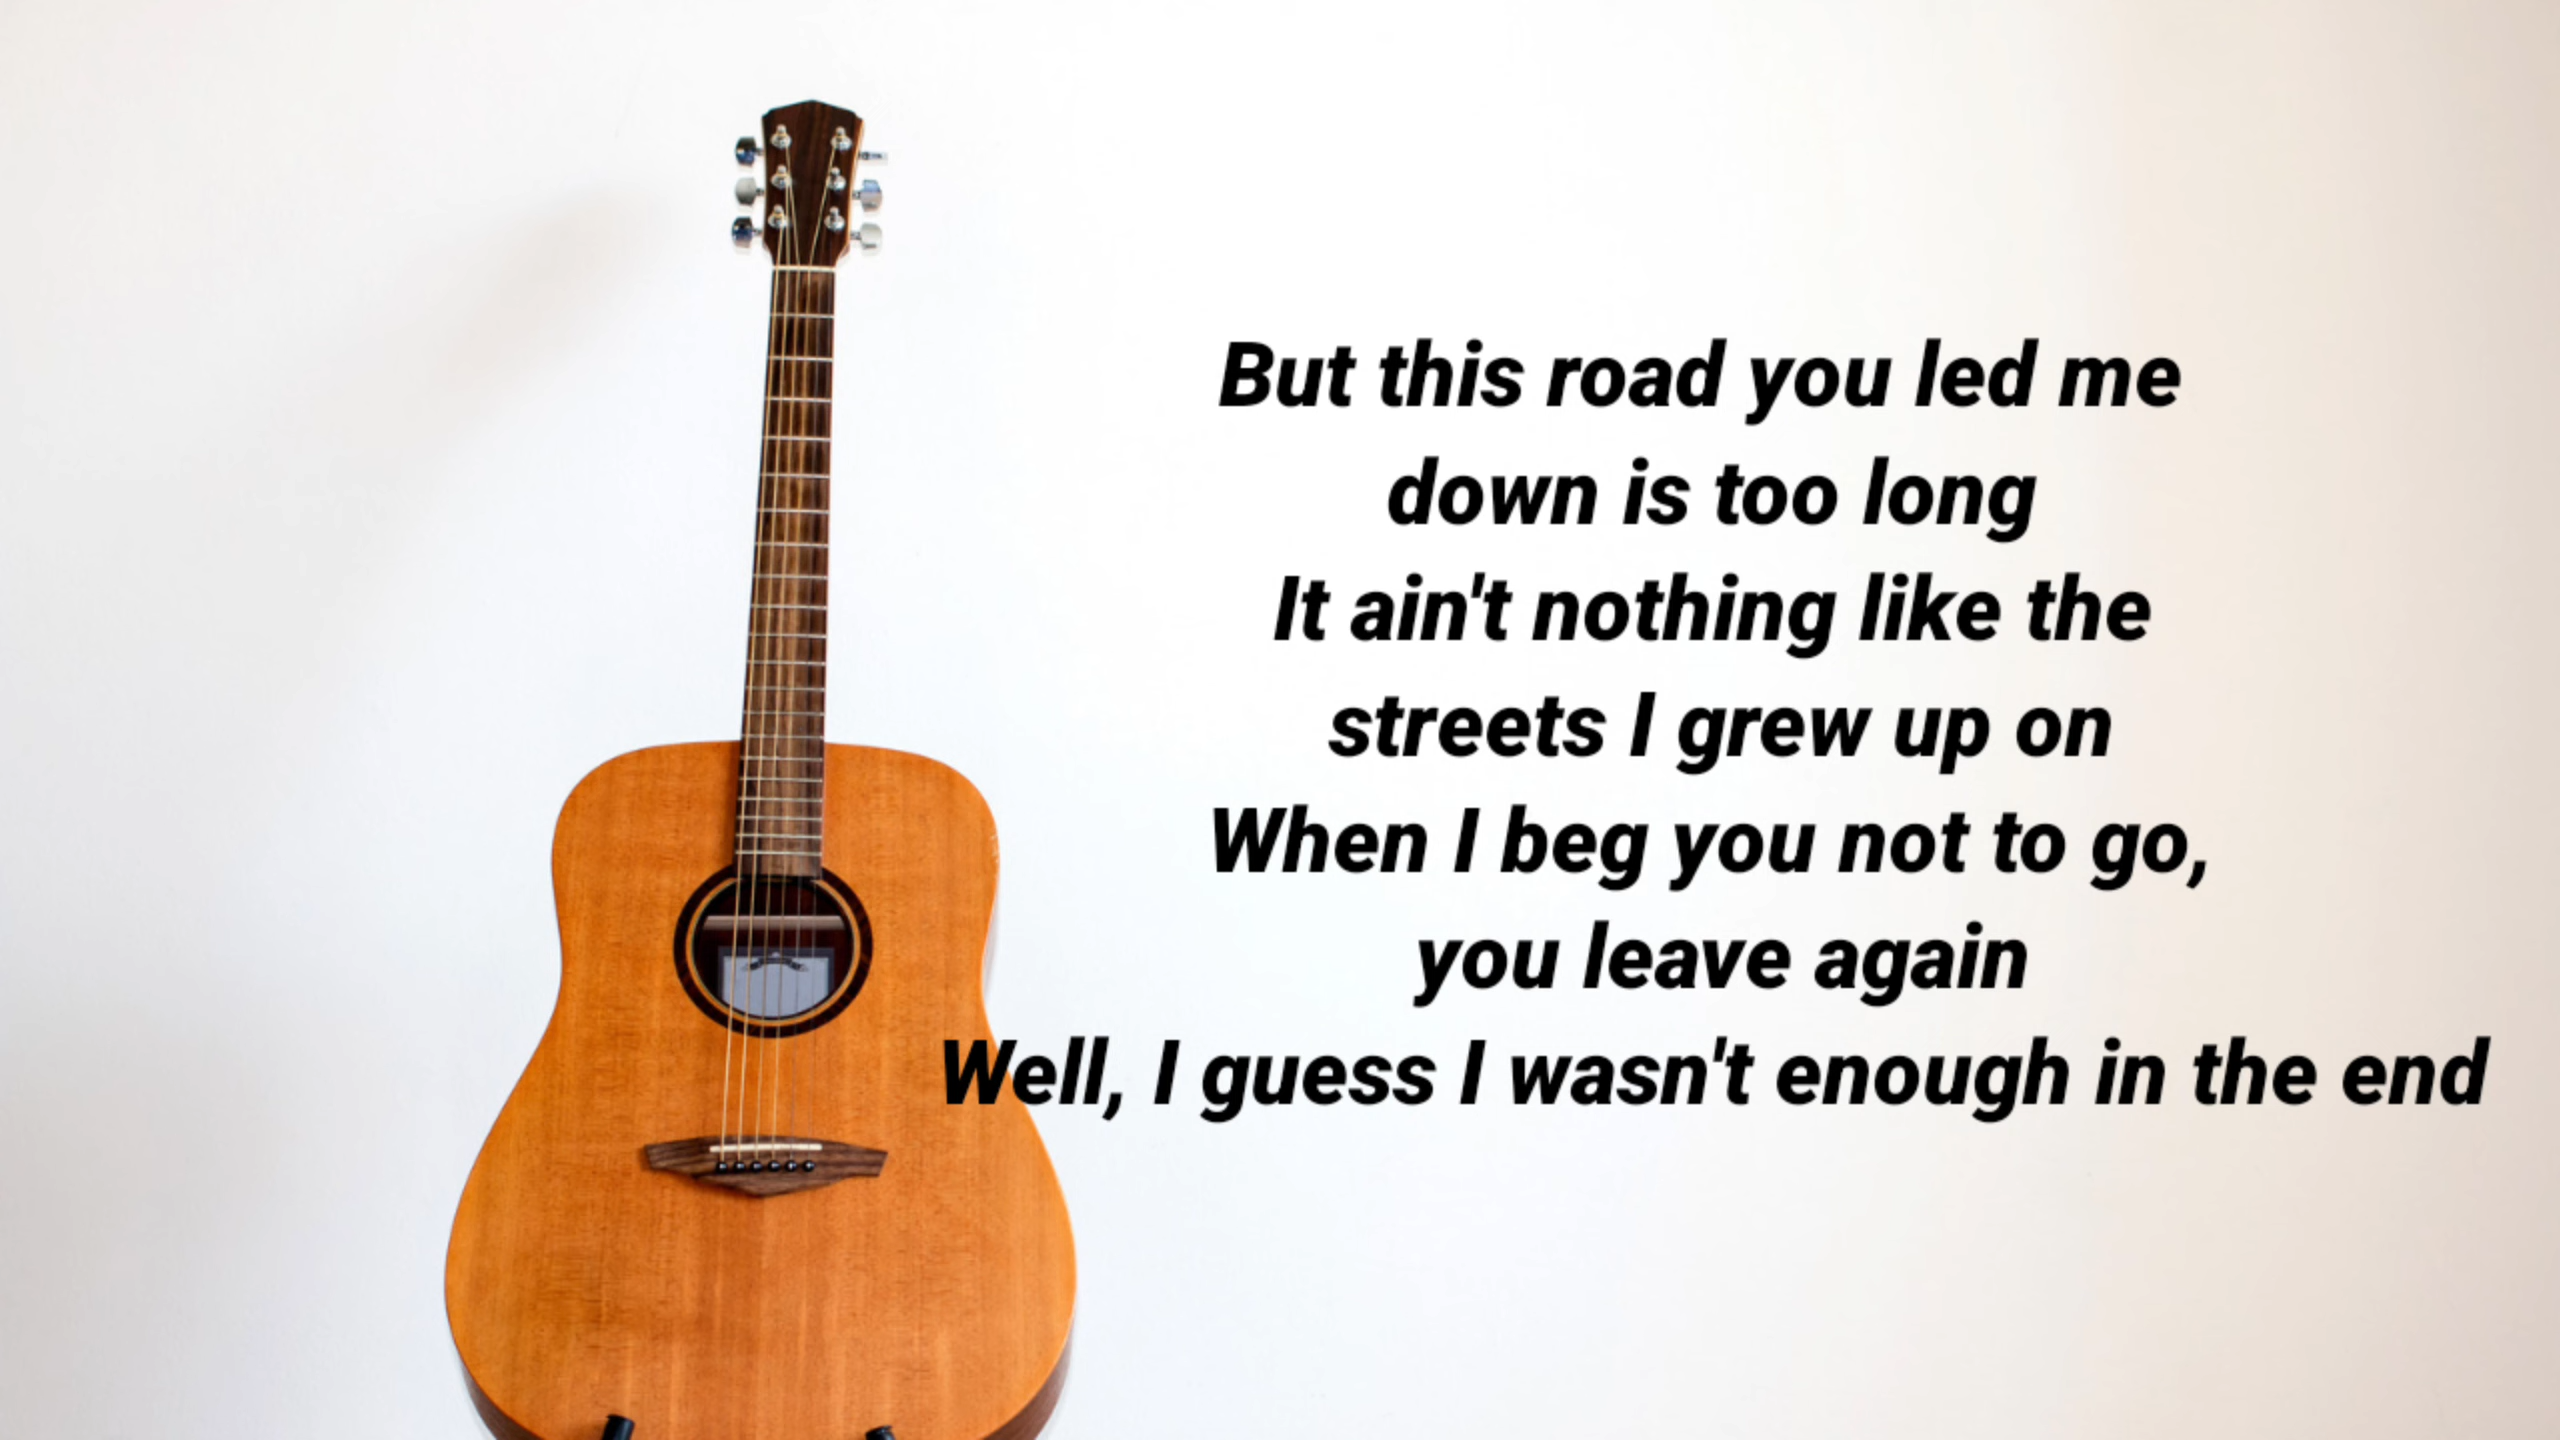 But this road you led me
down is too long
It ain't nothing like the
streets I grew up on
When I beg you not to go,
you leave again
Well, I guess I wasn't enough in the end